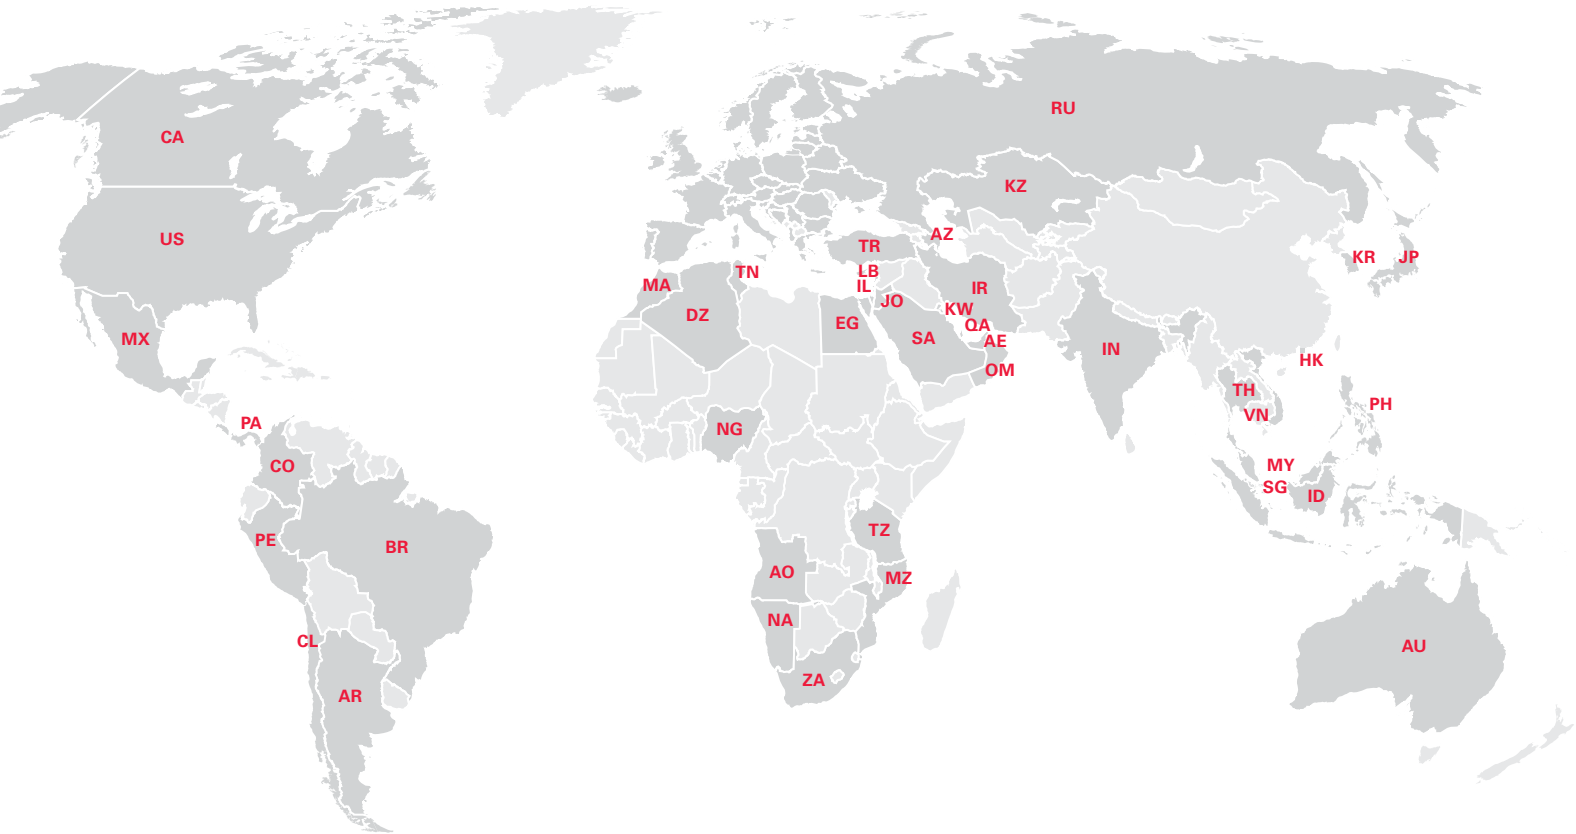 RU
CA
KZ
US
AZ
TR
KR
JP
LB
TN
MA
IL
IR
JO
KW
DZ
EG
QA
SA
AE
MX
IN
HK
OM
TH
PH
VN
PA
NG
CO
MY
SG
ID
TZ
PE
BR
AO
MZ
NA
CL
AU
ZA
AR